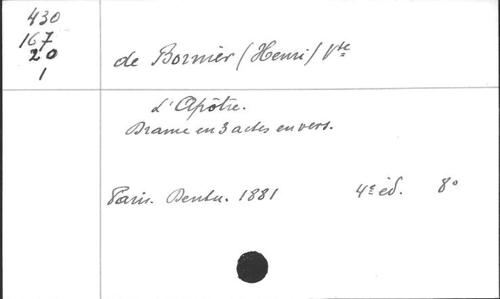 430
167
20
1
de Bornier (Henri) Vte
L'Apôtre.
Drame en 3 actes en vers.
Paris. Dentu. 1881 4e éd. 8o